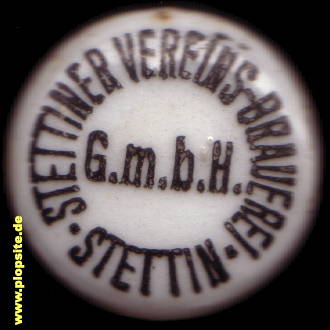 STETTINER VEREINS-BRAUEREI
G.m.b.H.
· STETTIN ·
www.plopsite.de